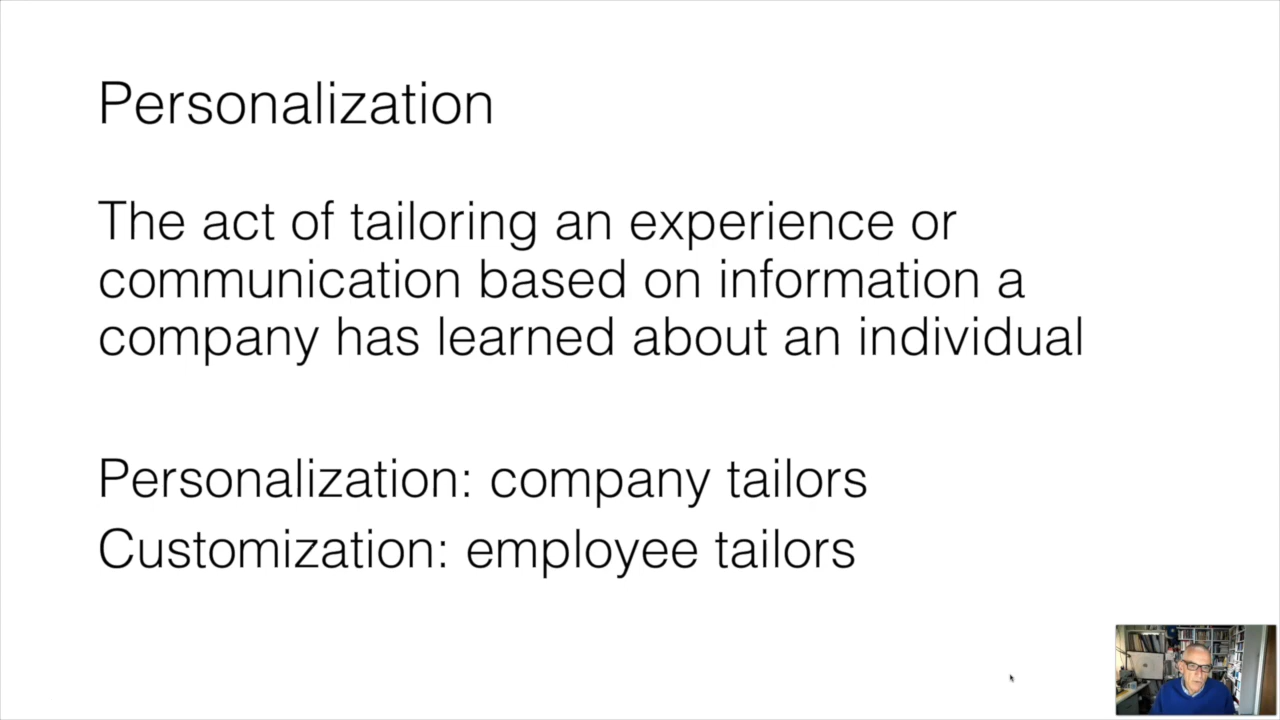 Personalization
The act of tailoring an experience or
communication based on information a
company has learned about an individual
Personalization: company tailors
Customization: employee tailors